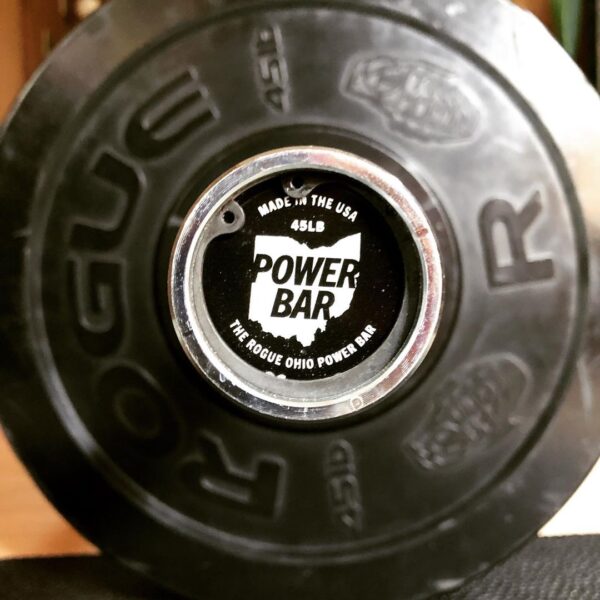 MADE IN THE USA
45LB
POWER
BAR
THE ROGUE OHIO POWER BAR
ROGUE
45LB
R
45LB